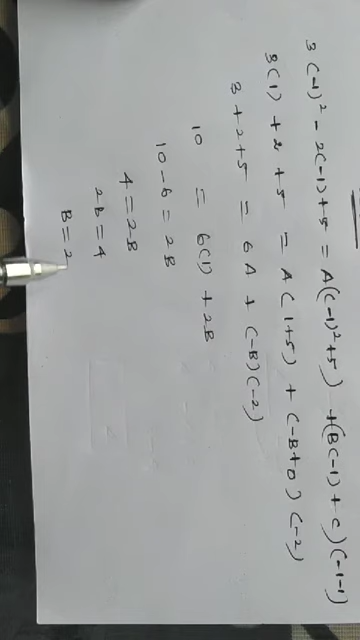 3(-1)² - 2(-1)+5 = A((-1)²+5) +(B(-1)+C)(-1-1)
3(1) + 2 +5 = A(1+5) + (-B+0)(-2)
3+2+5 = 6A + (-B)(-2)
10 = 6(1) + 2B
10-6 = 2B
4 = 2B
2B = 4
B = 2